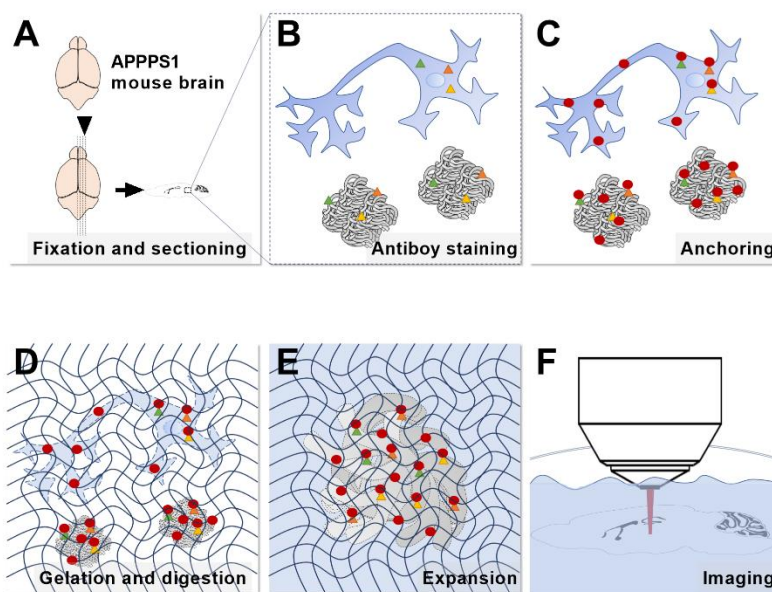 A
APPPS1
mouse brain
Fixation and sectioning
B
Antiboy staining
C
Anchoring
D
Gelation and digestion
E
Expansion
F
Imaging